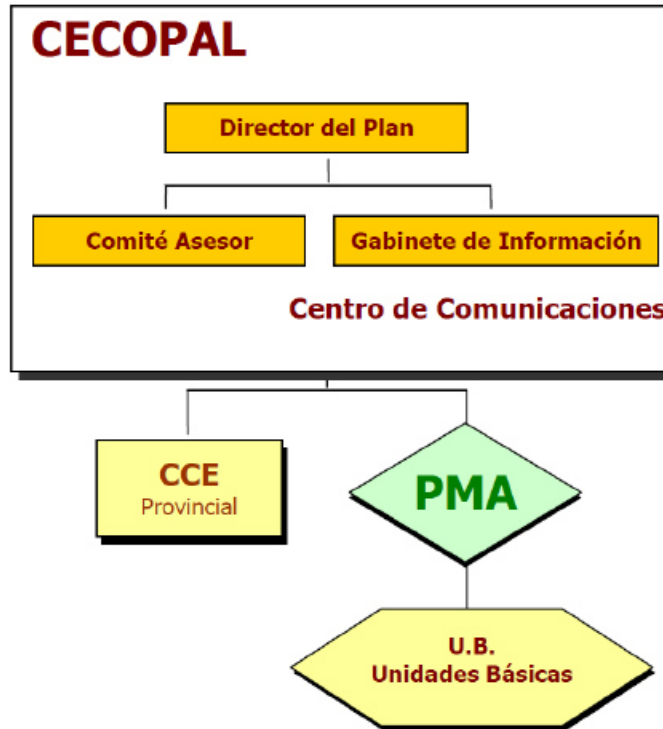 CECOPAL
Director del Plan
Comité Asesor
Gabinete de Información
Centro de Comunicaciones
CCE
Provincial
PMA
U.B.
Unidades Básicas